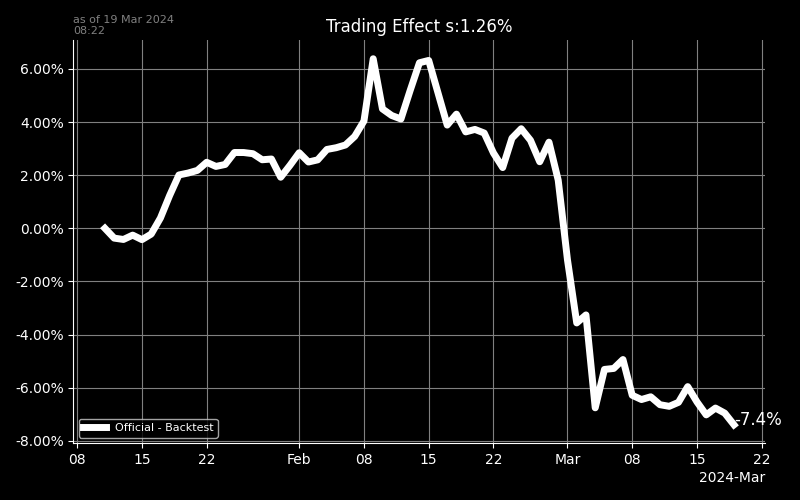 as of 19 Mar 2024
08:22
Trading Effect s:1.26%
6.00%
4.00%
2.00%
0.00%
-2.00%
-4.00%
-6.00%
-8.00%
-7.4%
Official - Backtest
08 15 22 Feb 08 15 22 Mar 08 15 22
2024-Mar